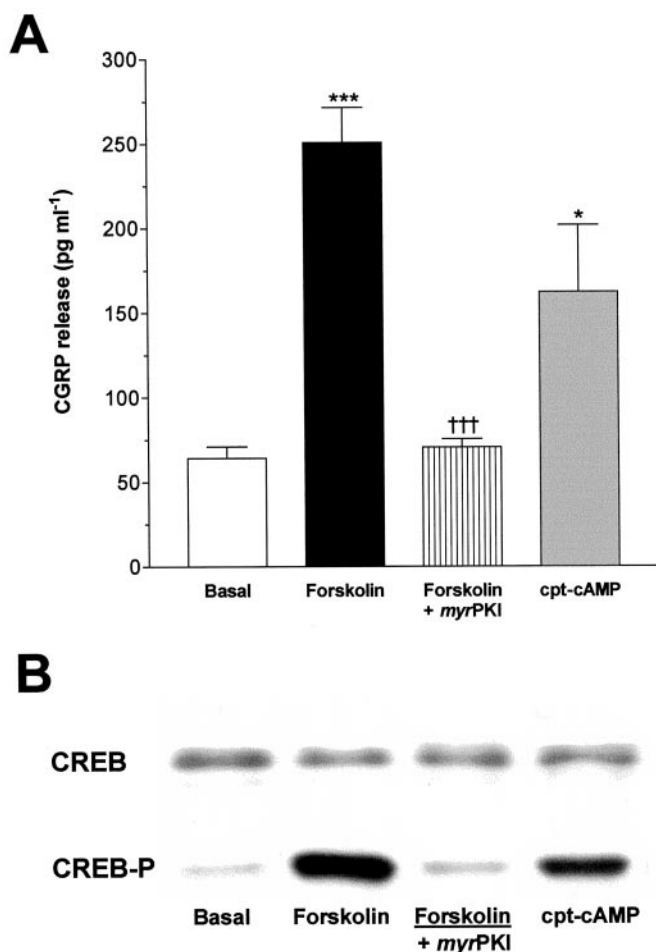 A
CGRP release (pg ml⁻¹)
300
250
200
150
100
50
0
***
†††
*
Basal
Forskolin
Forskolin
+ myrPKI
cpt-cAMP
B
CREB
CREB-P
Basal
Forskolin
Forskolin
+ myrPKI
cpt-cAMP